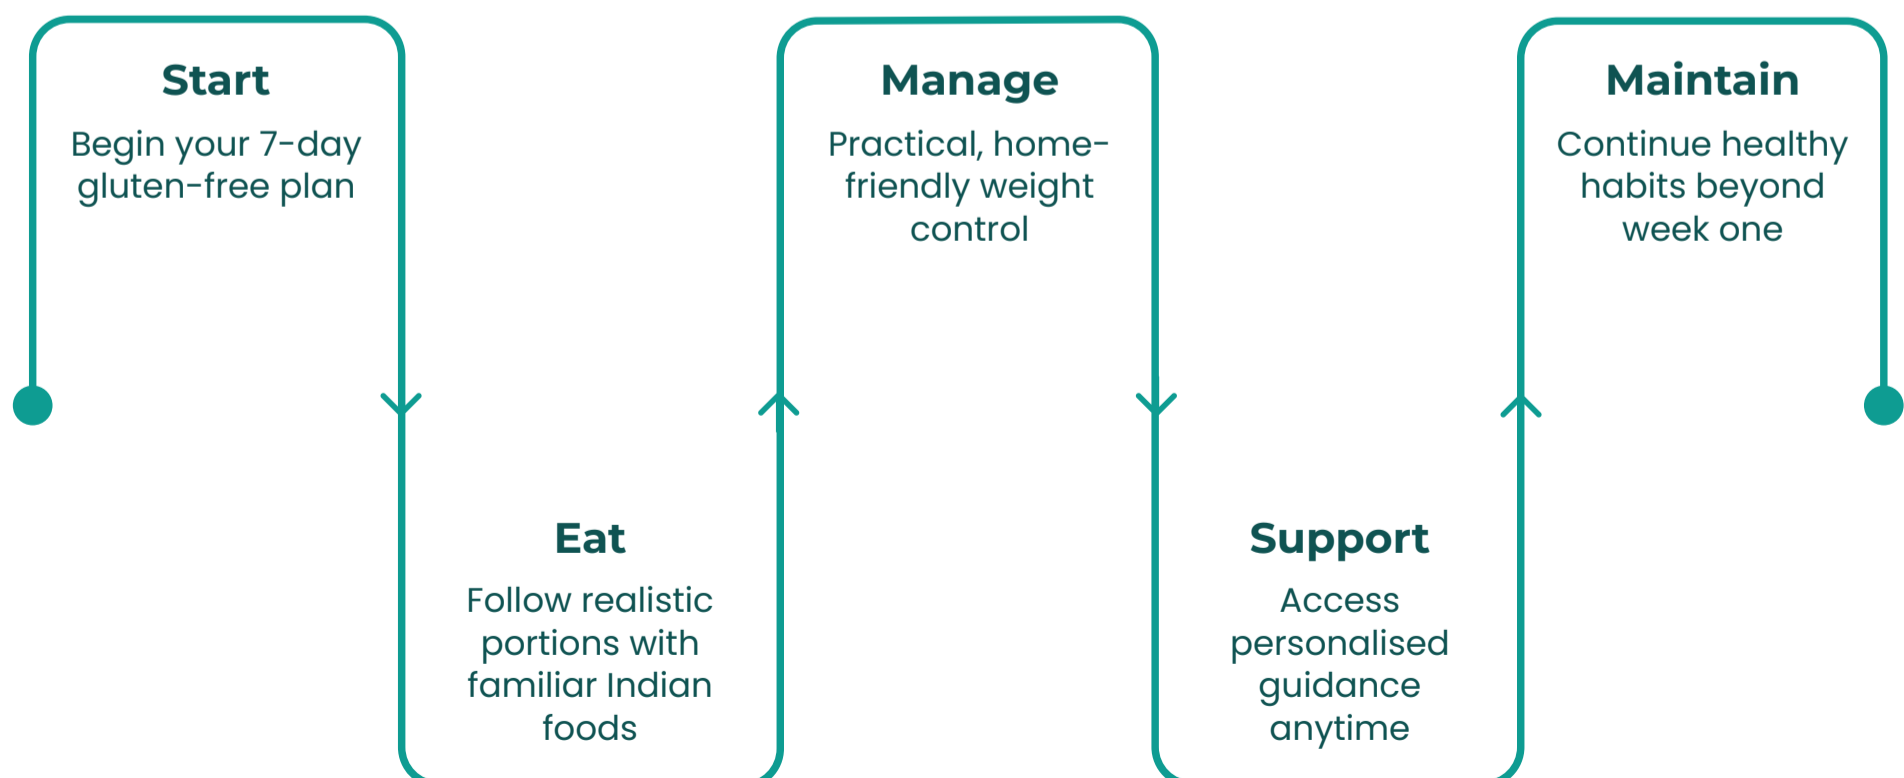 Start
Begin your 7-day
gluten-free plan
Eat
Follow realistic
portions with
familiar Indian
foods
Manage
Practical, home-
friendly weight
control
Support
Access
personalised
guidance
anytime
Maintain
Continue healthy
habits beyond
week one